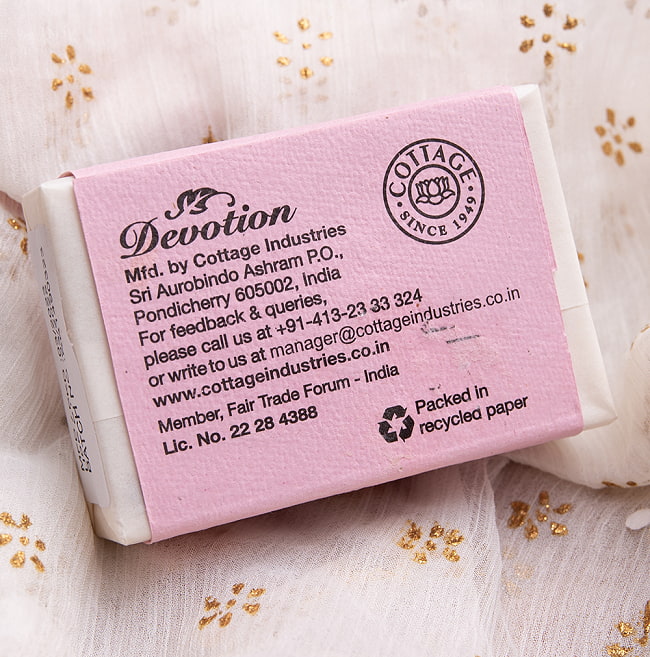 COTTAGE
• SINCE 1949 •
Devotion
Mfd. by Cottage Industries
Sri Aurobindo Ashram P.O.,
Pondicherry 605002, India
For feedback & queries,
please call us at +91-413-23 33 324
or write to us at manager@cottageindustries.co.in
www.cottageindustries.co.in
Member, Fair Trade Forum - India
Lic. No. 22 28 4388
Packed in
recycled paper
BATCH N